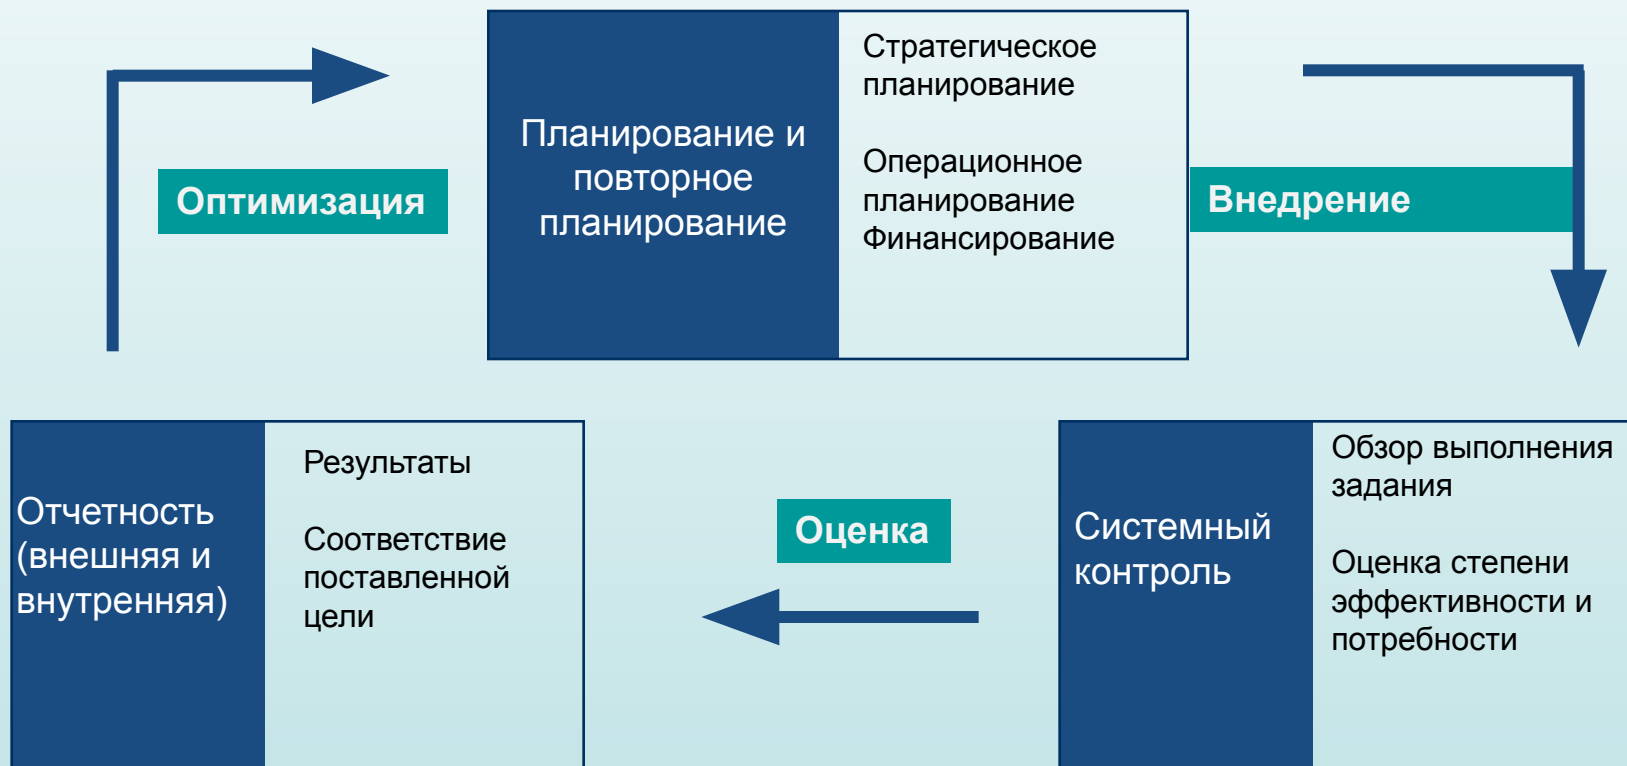 Оптимизация
Планирование и
повторное
планирование
Стратегическое
планирование
Операционное
планирование
Финансирование
Внедрение
Отчетность
(внешняя и
внутренняя)
Результаты
Соответствие
поставленной
цели
Оценка
Системный
контроль
Обзор выполнения
задания
Оценка степени
эффективности и
потребности